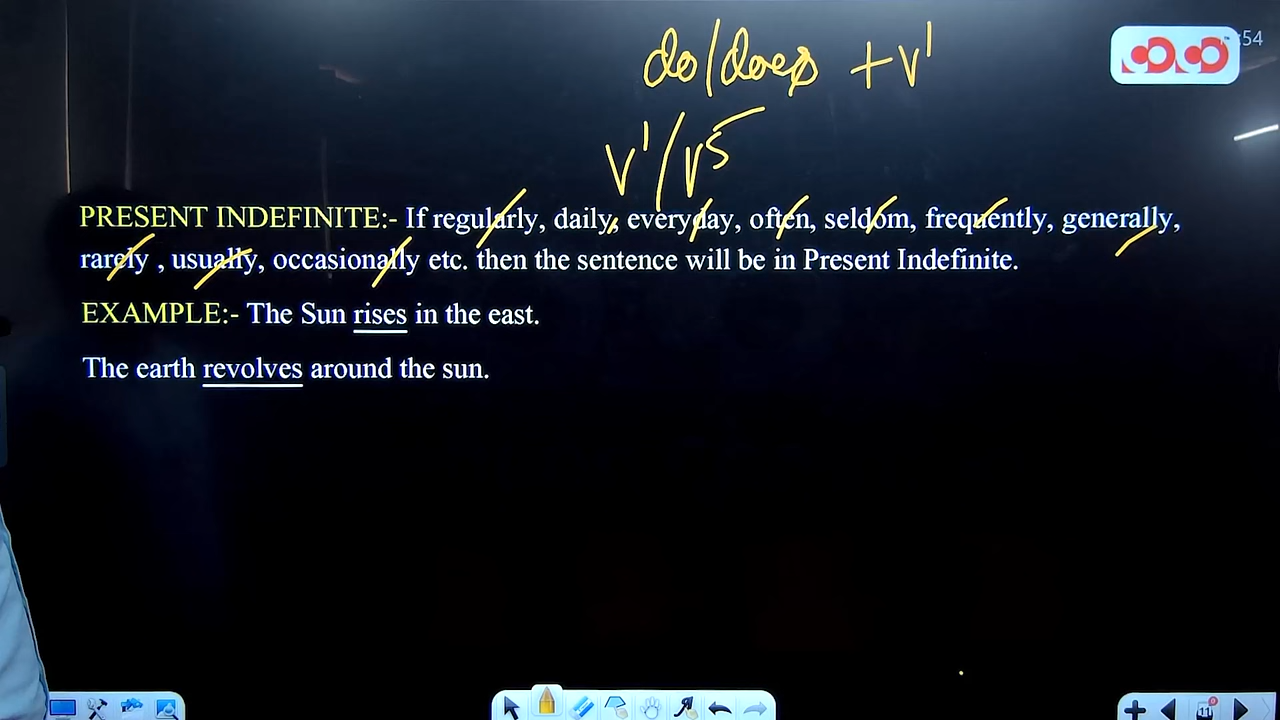 :54
do/does + v1
v1/v5
PRESENT INDEFINITE:- If regularly, daily, everyday, often, seldom, frequently, generally,
rarely , usually, occasionally etc. then the sentence will be in Present Indefinite.
EXAMPLE:- The Sun rises in the east.
The earth revolves around the sun.